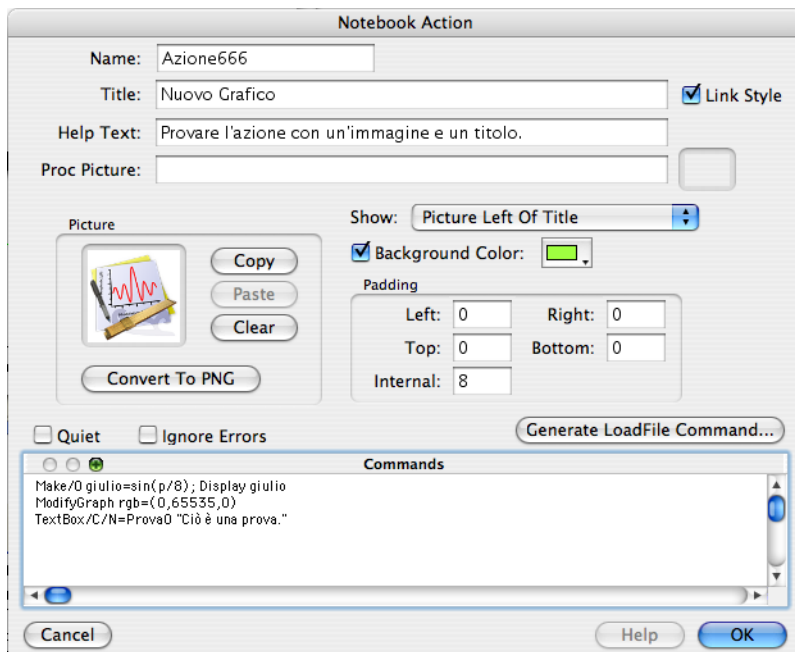 Notebook Action
Name: Azione666
Title: Nuovo Grafico Link Style
Help Text: Provare l'azione con un'immagine e un titolo.
Proc Picture:
Show: Picture Left Of Title
Picture
Copy
Paste
Clear
Convert To PNG
Background Color:
Padding
Left: 0 Right: 0
Top: 0 Bottom: 0
Internal: 8
Quiet Ignore Errors Generate LoadFile Command...
Commands
Make/O giulio=sin(p/8); Display giulio
ModifyGraph rgb=(0,65535,0)
TextBox/C/N=Prova0 "Ciò è una prova."
Cancel Help OK